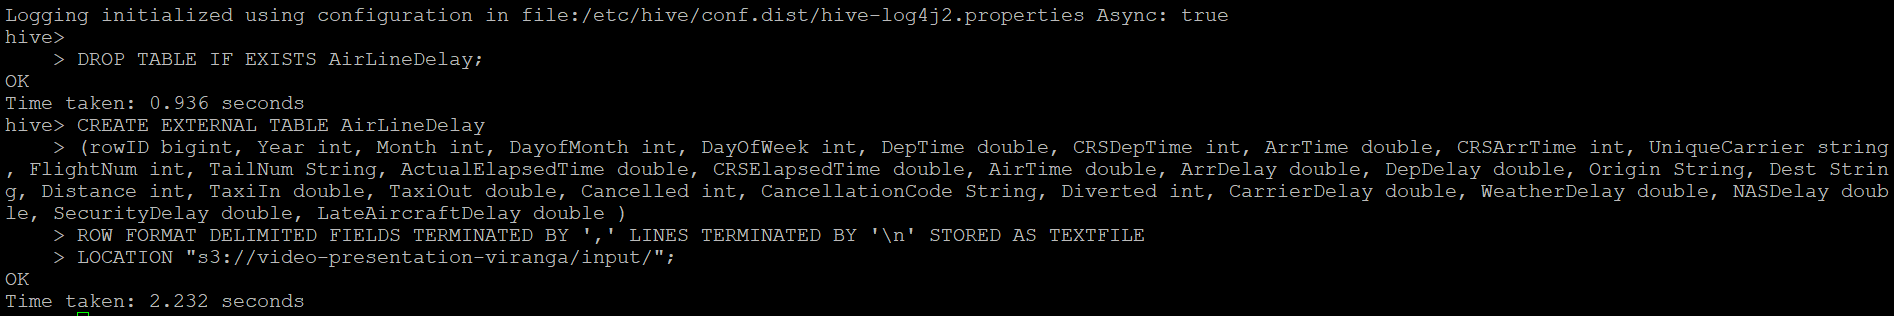 Logging initialized using configuration in file:/etc/hive/conf.dist/hive-log4j2.properties Async: true
hive>
    > DROP TABLE IF EXISTS AirLineDelay;
OK
Time taken: 0.936 seconds
hive> CREATE EXTERNAL TABLE AirLineDelay
    > (rowID bigint, Year int, Month int, DayofMonth int, DayOfWeek int, DepTime double, CRSDepTime int, ArrTime double, CRSArrTime int, UniqueCarrier string
, FlightNum int, TailNum String, ActualElapsedTime double, CRSElapsedTime double, AirTime double, ArrDelay double, DepDelay double, Origin String, Dest Strin
g, Distance int, TaxiIn double, TaxiOut double, Cancelled int, CancellationCode String, Diverted int, CarrierDelay double, WeatherDelay double, NASDelay doub
le, SecurityDelay double, LateAircraftDelay double )
    > ROW FORMAT DELIMITED FIELDS TERMINATED BY ',' LINES TERMINATED BY '\n' STORED AS TEXTFILE
    > LOCATION "s3://video-presentation-viranga/input/";
OK
Time taken: 2.232 seconds